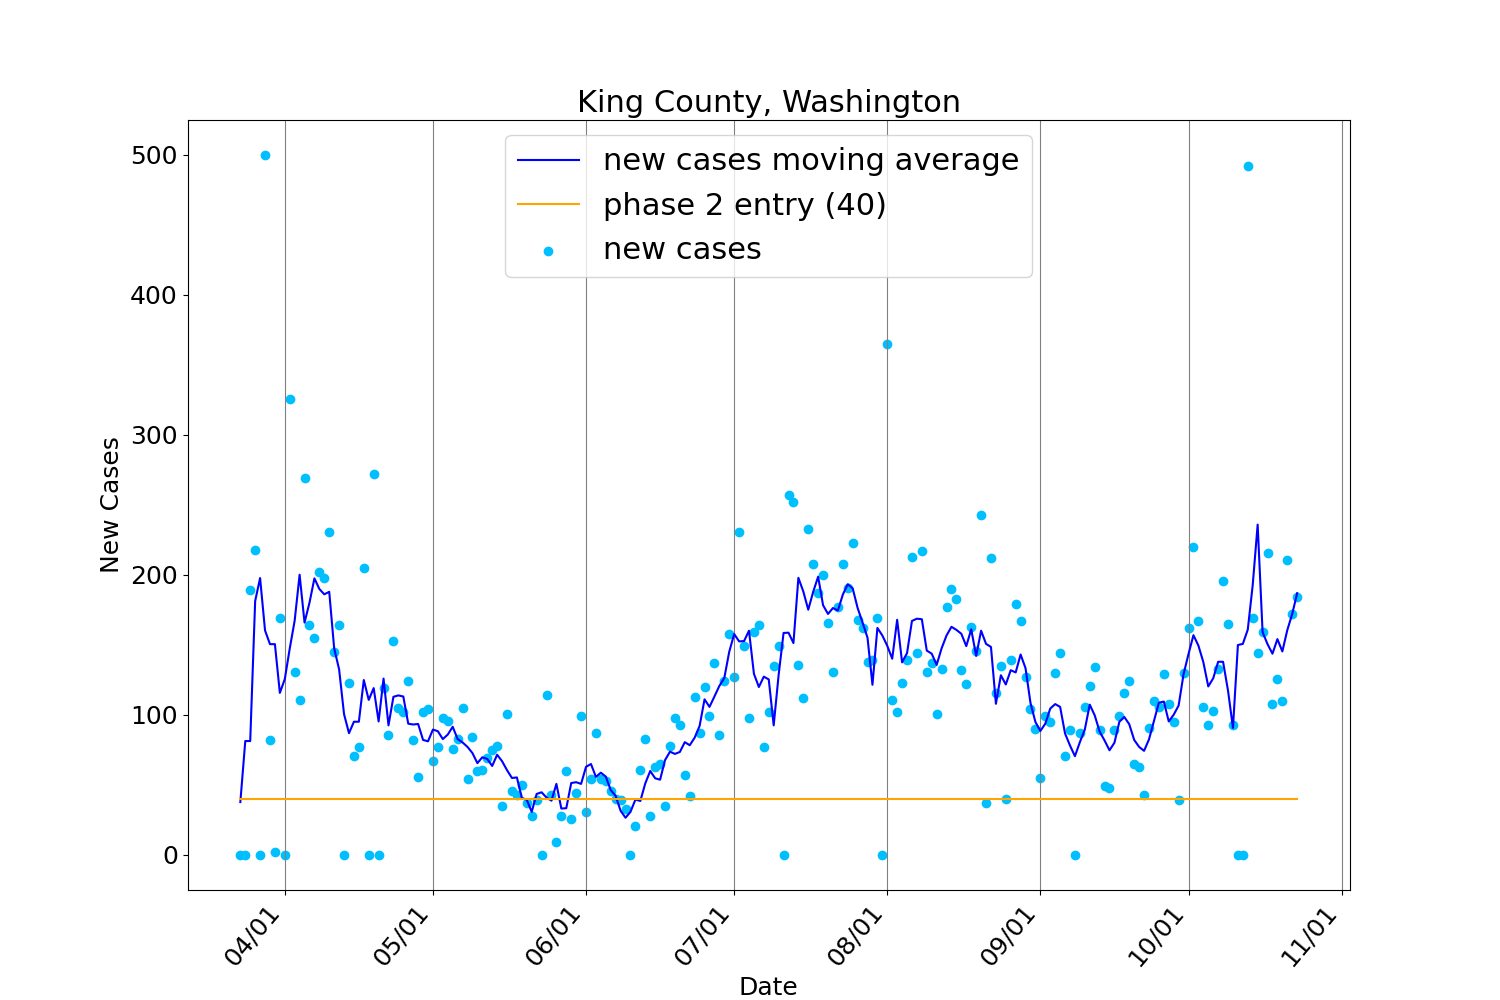 King County, Washington
new cases moving average
phase 2 entry (40)
new cases
500
400
300
200
100
0
New Cases
04/01
05/01
06/01
07/01
08/01
09/01
10/01
11/01
Date